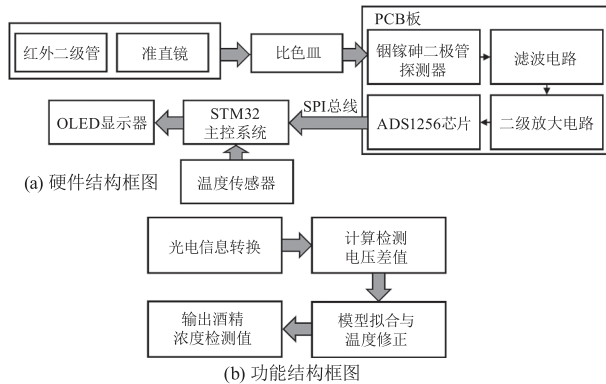 PCB板
红外二级管
准直镜
比色皿
铟镓砷二极管
探测器
滤波电路
OLED显示器
STM32
主控系统
SPI总线
ADS1256芯片
二级放大电路
温度传感器
(a) 硬件结构框图
光电信息转换
计算检测
电压差值
输出酒精
浓度检测值
模型拟合与
温度修正
(b) 功能结构框图